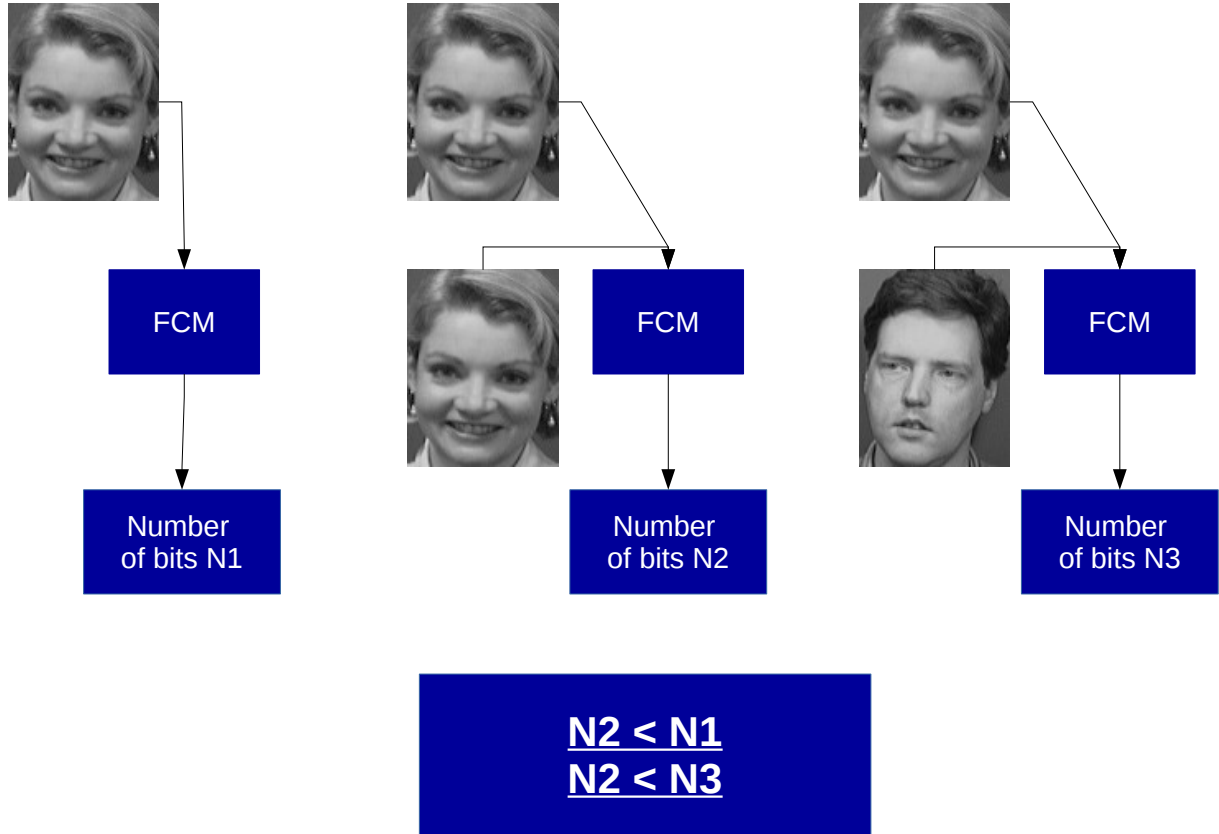 FCM
FCM
FCM
Number
of bits N1
Number
of bits N2
Number
of bits N3
N2 < N1
N2 < N3